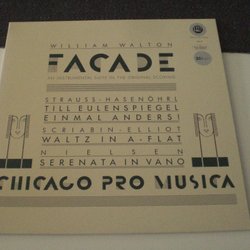 WILLIAM WALTON
FACADE
AN INSTRUMENTAL SUITE IN THE ORIGINAL SCORING
STRAUSS-HASENÖHRL
TILL EULENSPIEGEL
EINMAL ANDERS!
SCRIABIN-ELLIOT
WALTZ IN A-FLAT
NIELSEN
SERENATA IN VANO
CHICAGO PRO MUSICA